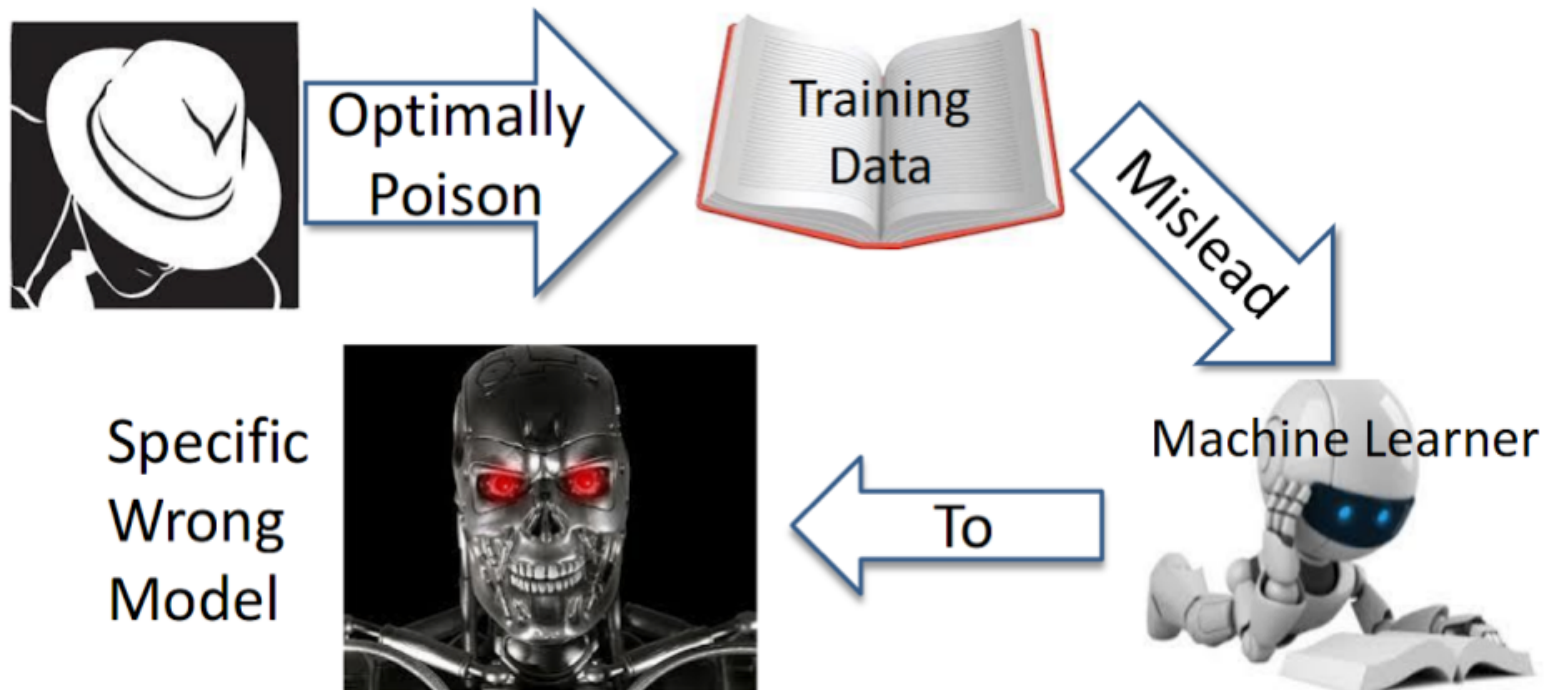 Optimally
Poison
Training
Data
Mislead
Machine Learner
To
Specific
Wrong
Model